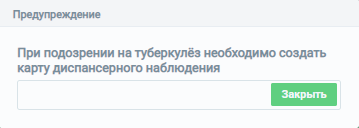 Предупреждение
При подозрении на туберкулёз необходимо создать
карту диспансерного наблюдения
Закрыть